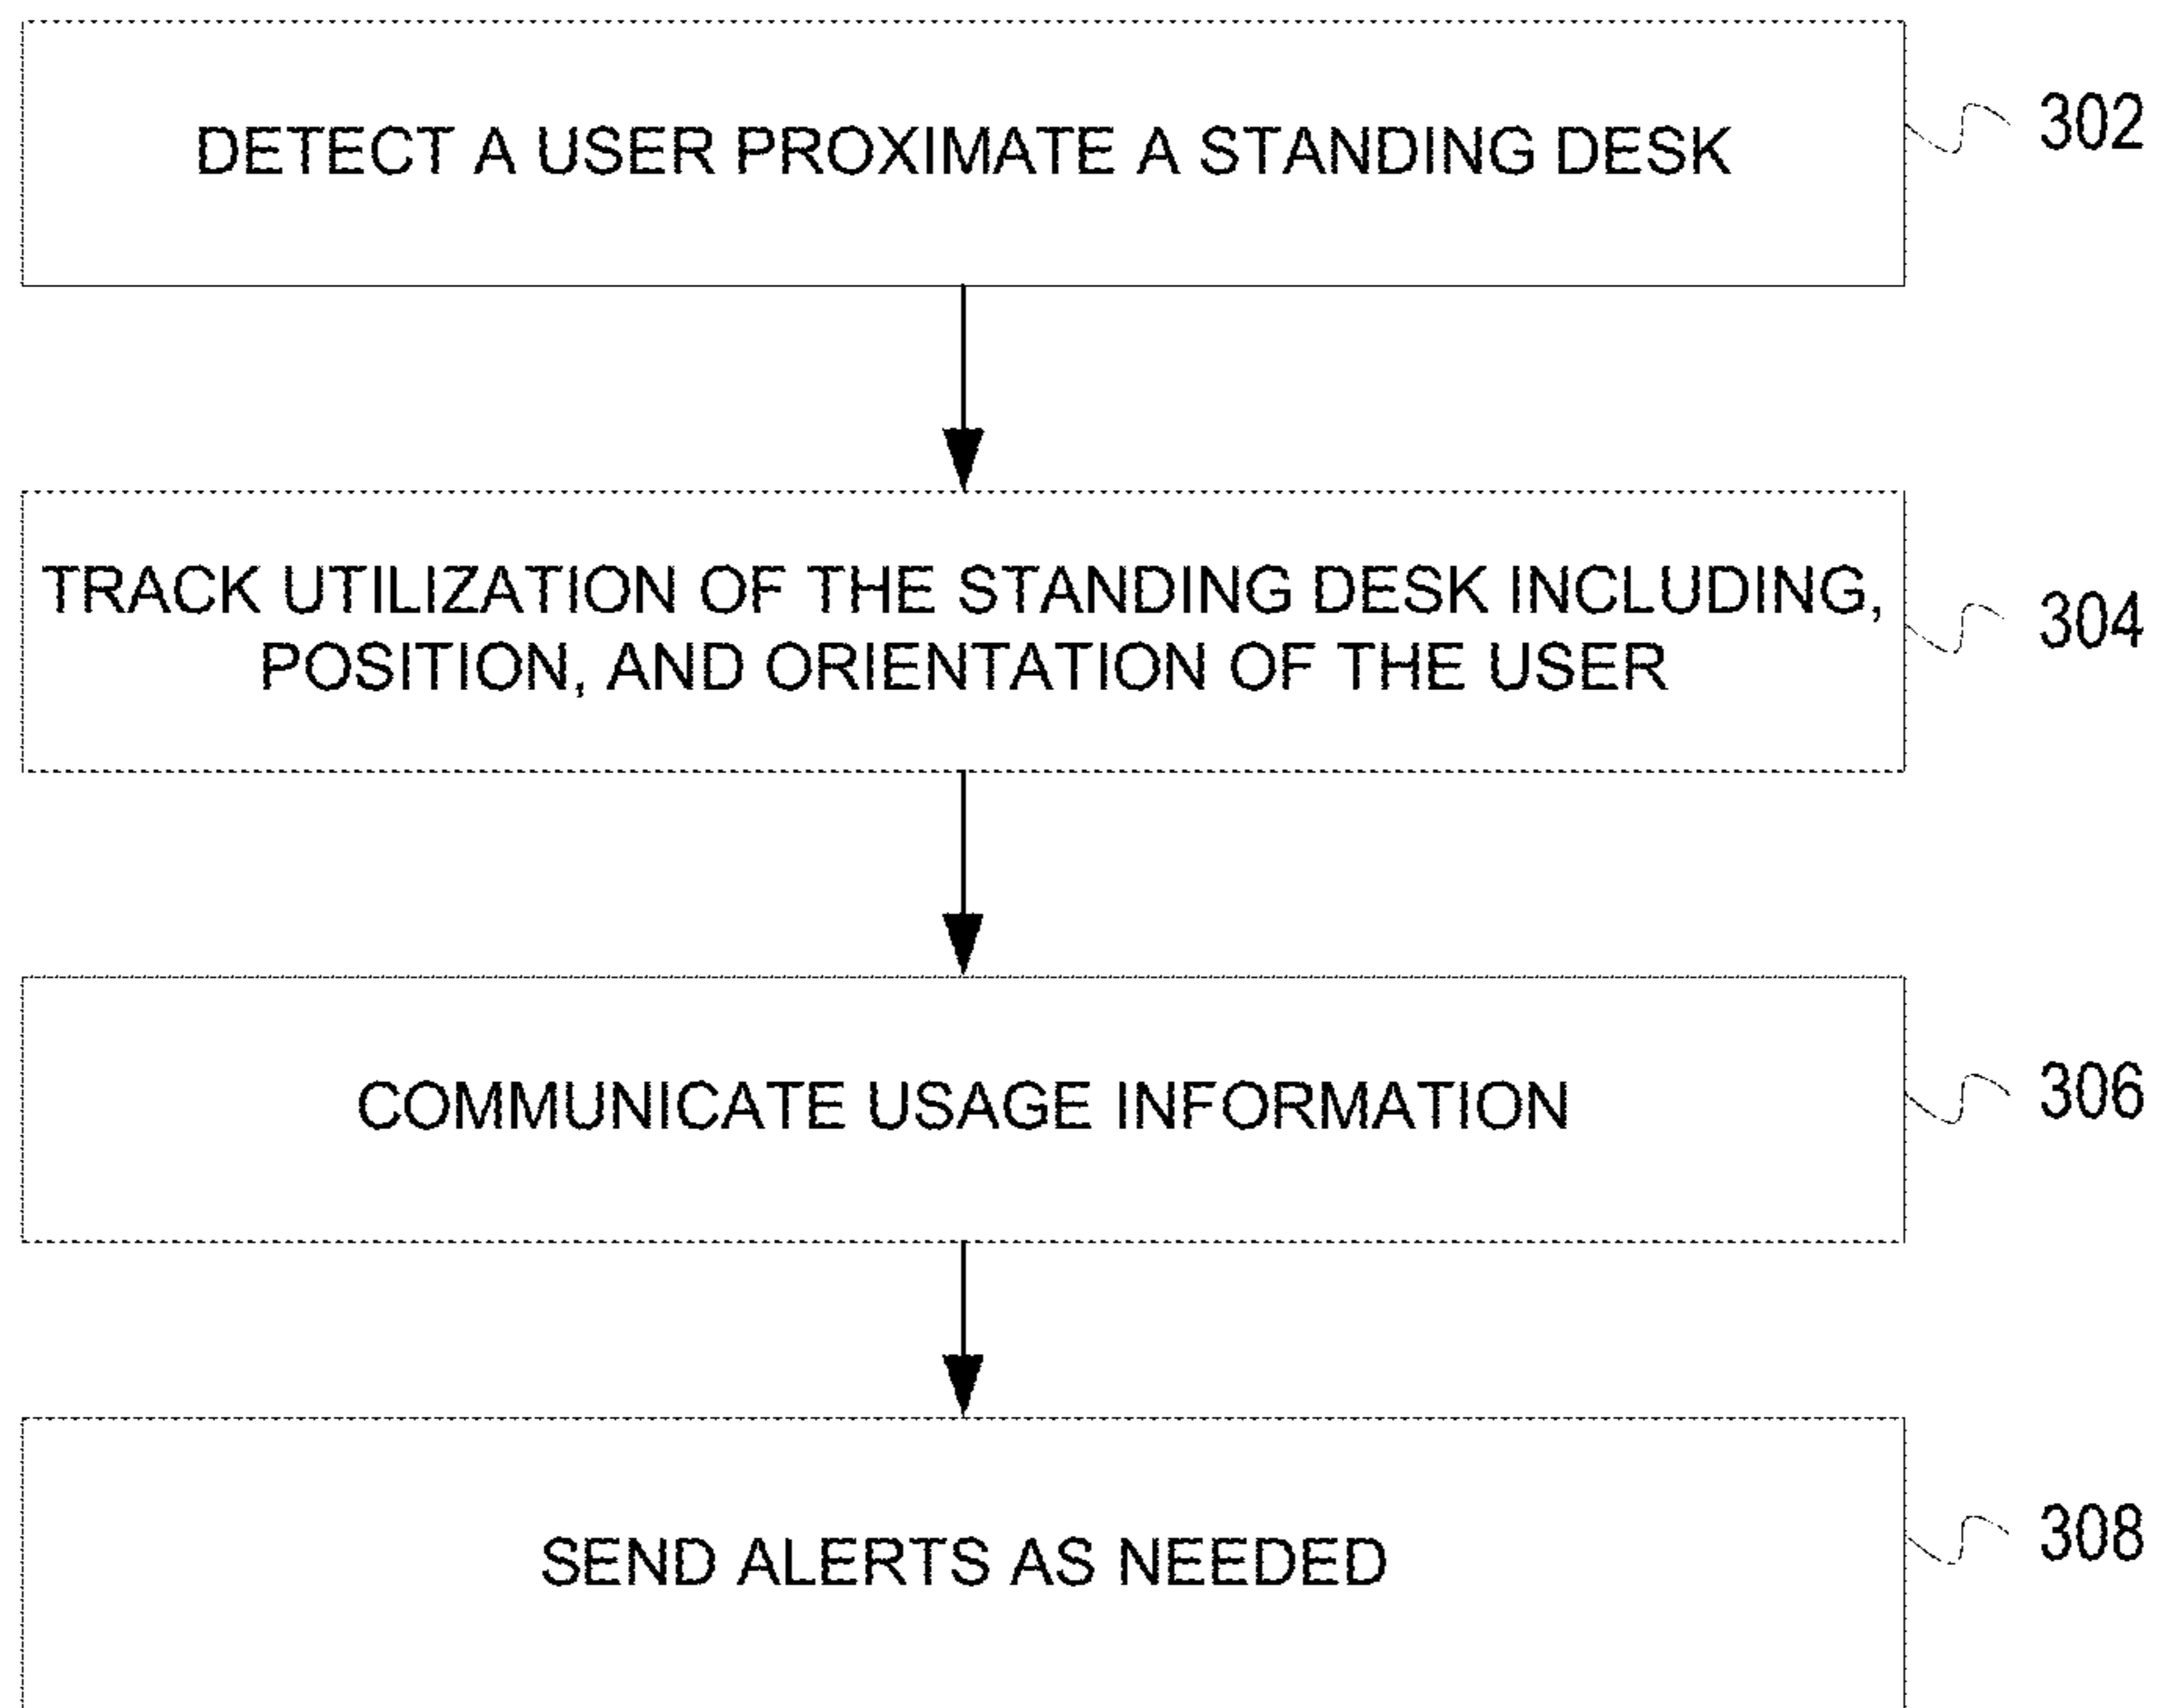 DETECT A USER PROXIMATE A STANDING DESK
302
TRACK UTILIZATION OF THE STANDING DESK INCLUDING,
POSITION, AND ORIENTATION OF THE USER
304
COMMUNICATE USAGE INFORMATION
306
SEND ALERTS AS NEEDED
308